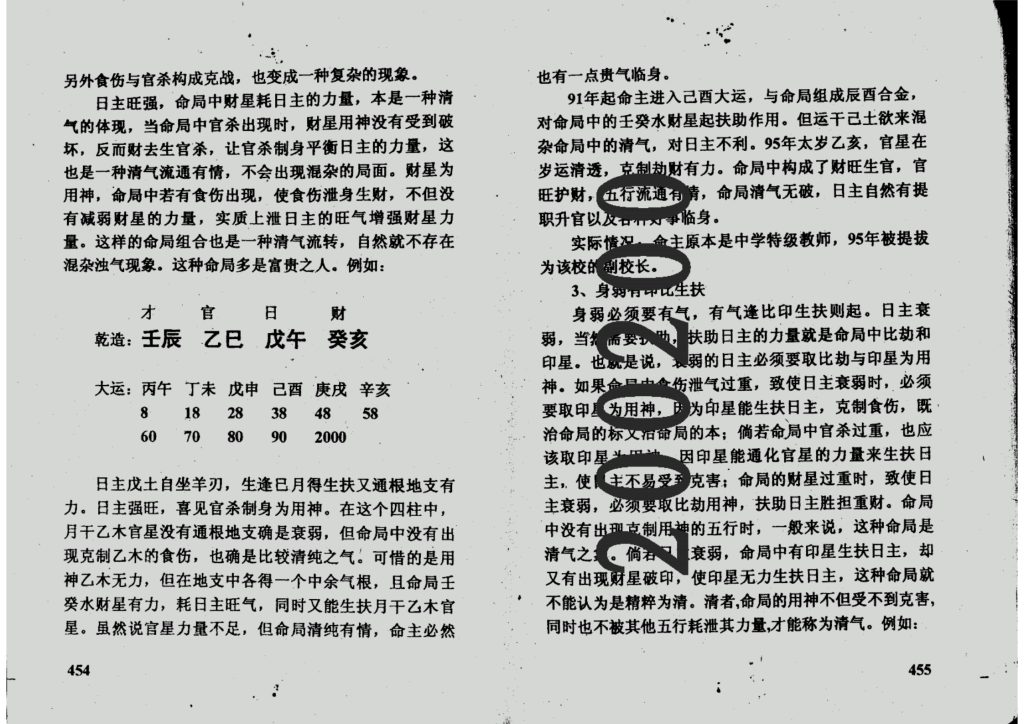 另外食伤与官杀构成克战，也变成一种复杂的现象。
日主旺强，命局中财星耗日主的力量，本是一种清
气的体现，当命局中官杀出现时，财星用神没有受到破
坏，反而财去生官杀，让官杀制身平衡日主的力量，这
也是一种清气流通有情，不会出现混杂的局面。财星为
用神，命局中若有食伤出现，使食伤泄身生财，不但没
有减弱财星的力量，实质上泄日主的旺气增强财星力
量。这样的命局组合也是一种清气流转，自然就不存在
混杂浊气现象。这种命局多是富贵之人。例如：
才 官 日 财
乾造：壬辰 乙巳 戊午 癸亥
大运：丙午 丁未 戊申 己酉 庚戌 辛亥
8 18 28 38 48 58
60 70 80 90 2000
日主戊土自坐羊刃，生逢巳月得生扶又通根地支有
力。日主强旺，喜见官杀制身为用神。在这个四柱中，
月干乙木官星没有通根地支确是衰弱，但命局中没有出
现克制乙木的食伤，也确是比较清纯之气。可惜的是用
神乙木无力，但在地支中各得一个中余气根，且命局壬
癸水财星有力，耗日主旺气，同时又能生扶月干乙木官
星。虽然说官星力量不足，但命局清纯有情，命主必然
454
也有一点贵气临身。
91年起命主进入己酉大运，与命局组成辰酉合金，
对命局中的壬癸水财星起扶助作用。但运干己土欲来混
杂命局中的清气，对日主不利。95年太岁乙亥，官星在
岁运清透，克制劫财有力。命局中构成了财旺生官，官
旺护财，五行流通有情，命局清气无破，日主自然有提
职升官以及各种好事临身。
实际情况：命主原本是中学特级教师，95年被提拔
为该校的副校长。
3、身弱有印比生扶
身弱必须要有气，有气逢比印生扶则起。日主衰
弱，当然需要扶助，扶助日主的力量就是命局中比劫和
印星。也就是说，衰弱的日主必须要取比劫与印星为用
神。如果命局中食伤泄气过重，致使日主衰弱时，必须
要取印星为用神，因为印星能生扶日主，克制食伤，既
治命局的标又治命局的本；倘若命局中官杀过重，也应
该取印星为用神，因印星能通化官星的力量来生扶日
主，使日主不易受到克害；命局的财星过重时，致使日
主衰弱，必须要取比劫用神，扶助日主胜担重财。命局
中没有出现克制用神的五行时，一般来说，这种命局是
清气之。倘若日主衰弱，命局中有印星生扶日主，却
又有出现财星破印，使印星无力生扶日主，这种命局就
不能认为是精粹为清。清者,命局的用神不但受不到克害,
同时也不被其他五行耗泄其力量,才能称为清气。例如：
455
2002200